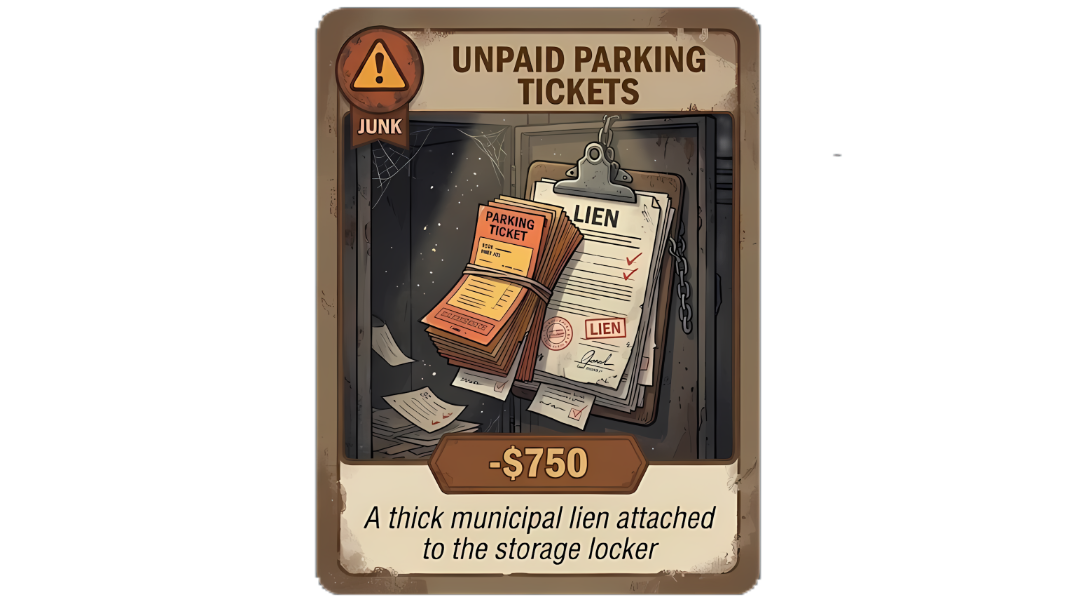 UNPAID PARKING
TICKETS
JUNK
LIEN
PARKING
TICKET
LIEN
-$750
A thick municipal lien attached
to the storage locker